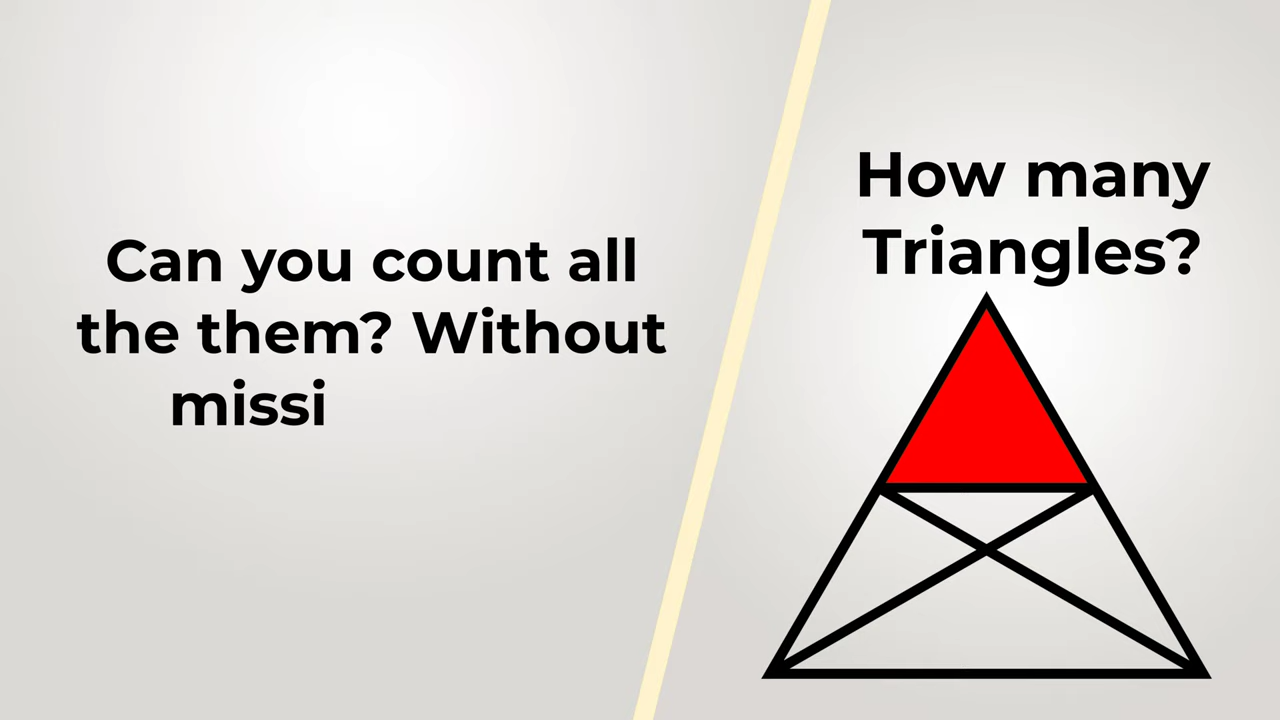 Can you count all
the them? Without
missi
How many
Triangles?